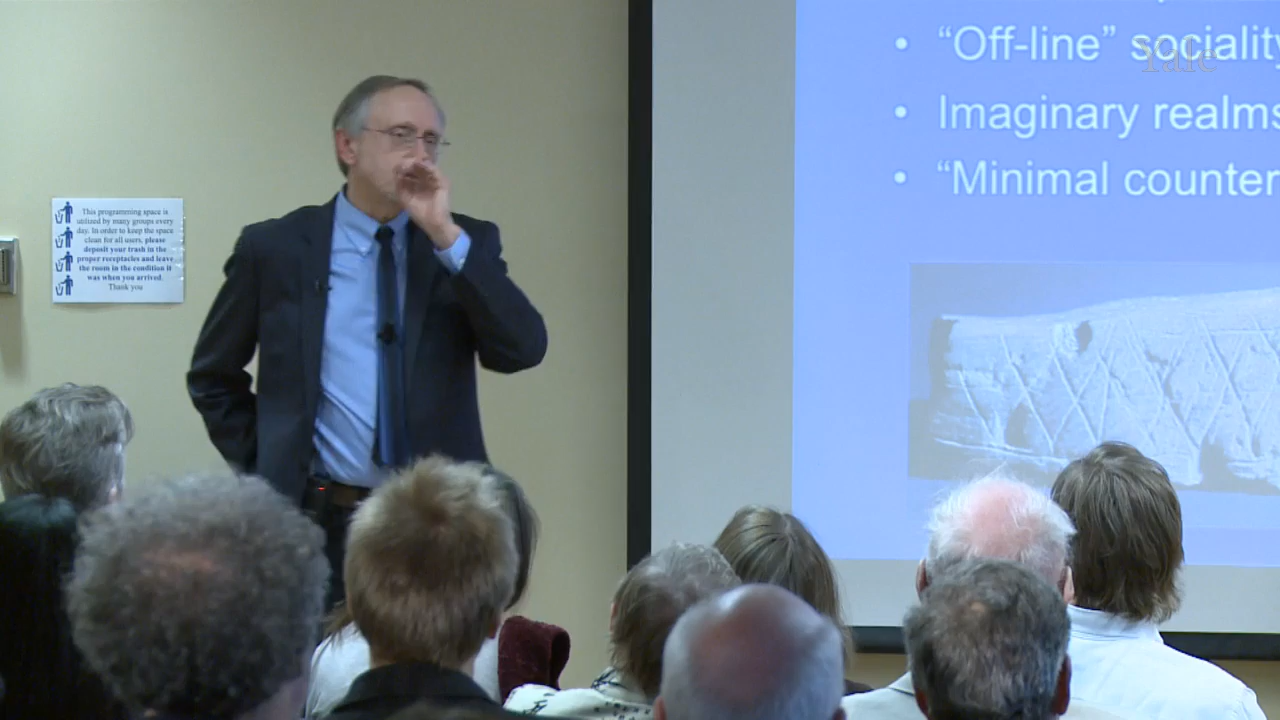 This programming space is
utilized by many groups every
day. In order to keep the space
clean for all users, please
deposit your trash in the
proper receptacles and leave
the room in the condition it
was when you arrived.
Thank you
• “Off-line” sociality
• Imaginary realms
• “Minimal counter
Yale